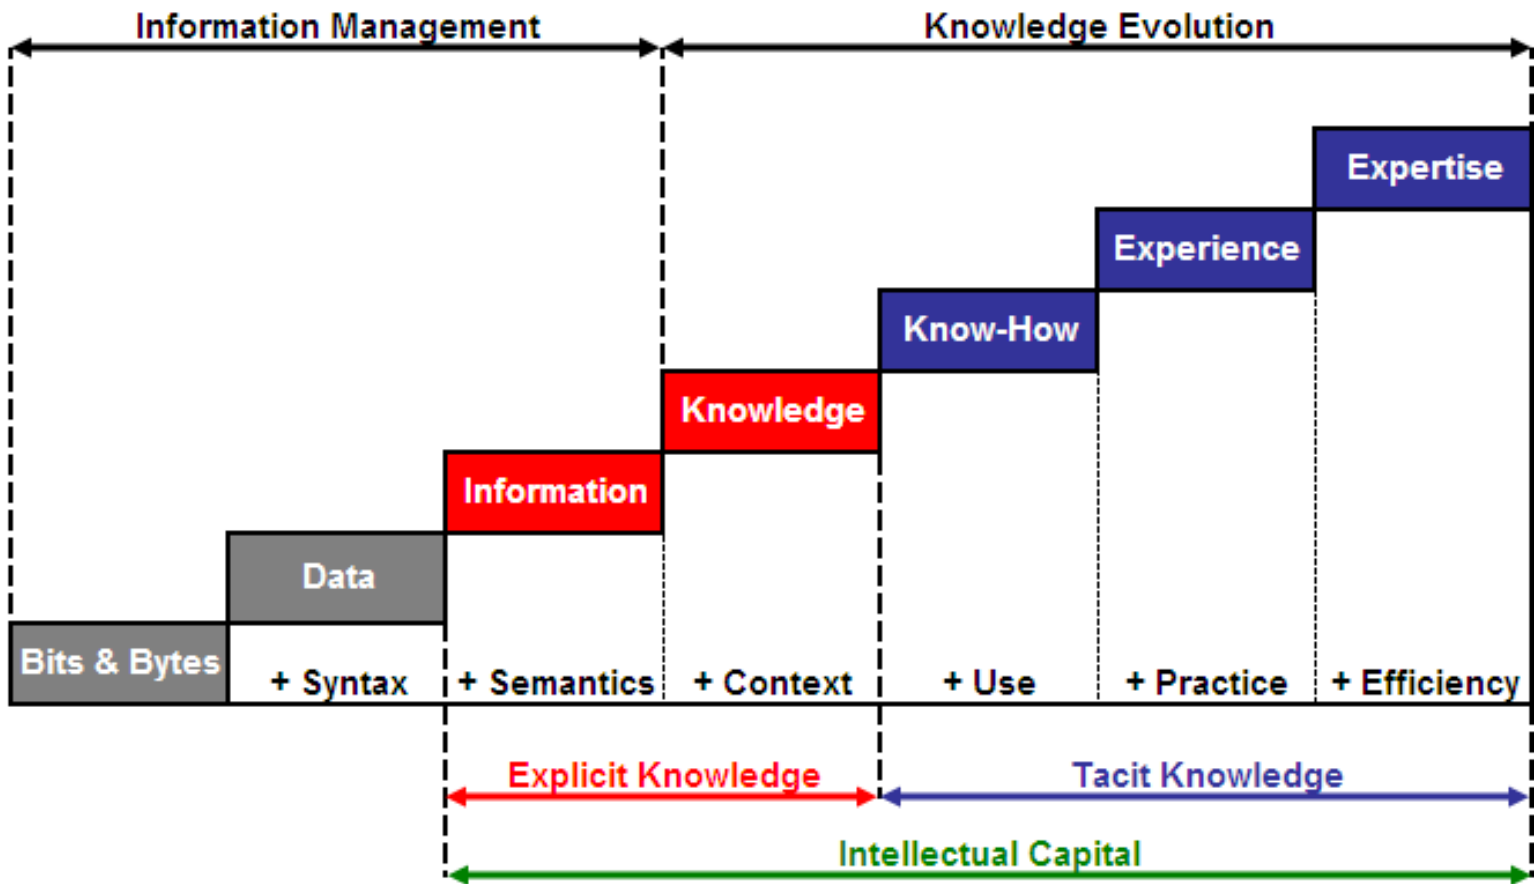 Information Management
Knowledge Evolution
Expertise
Experience
Know-How
Knowledge
Information
Data
Bits & Bytes
+ Syntax
+ Semantics
+ Context
+ Use
+ Practice
+ Efficiency
Explicit Knowledge
Tacit Knowledge
Intellectual Capital